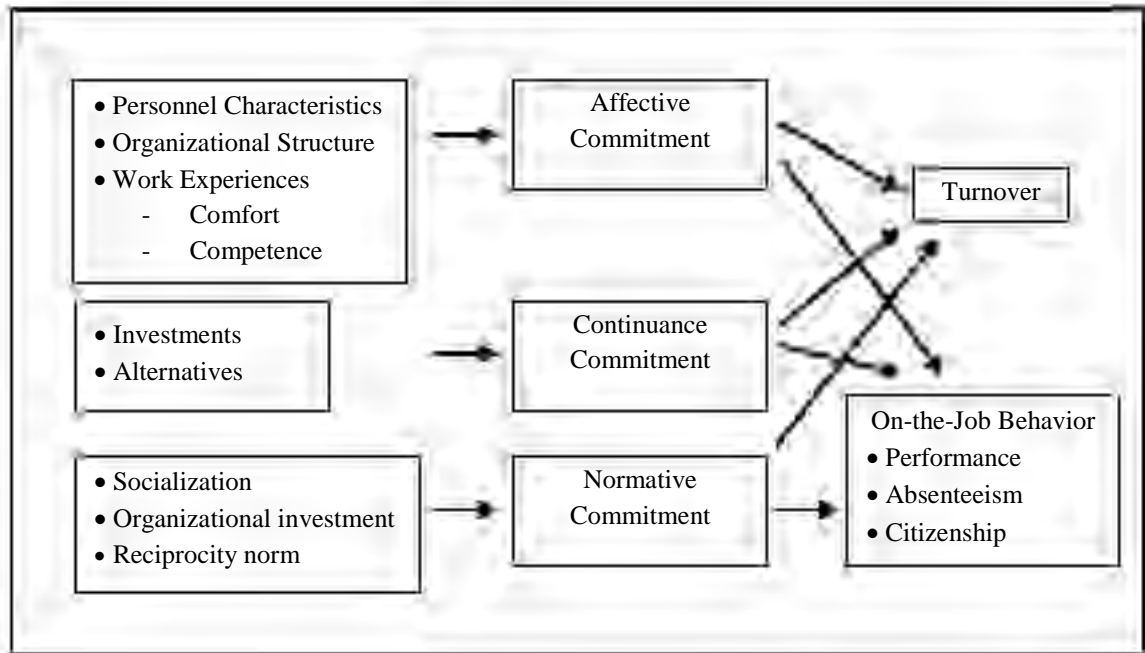 • Personnel Characteristics
• Organizational Structure
• Work Experiences
- Comfort
- Competence
Affective
Commitment
Turnover
• Investments
• Alternatives
Continuance
Commitment
On-the-Job Behavior
• Performance
• Absenteeism
• Citizenship
• Socialization
• Organizational investment
• Reciprocity norm
Normative
Commitment